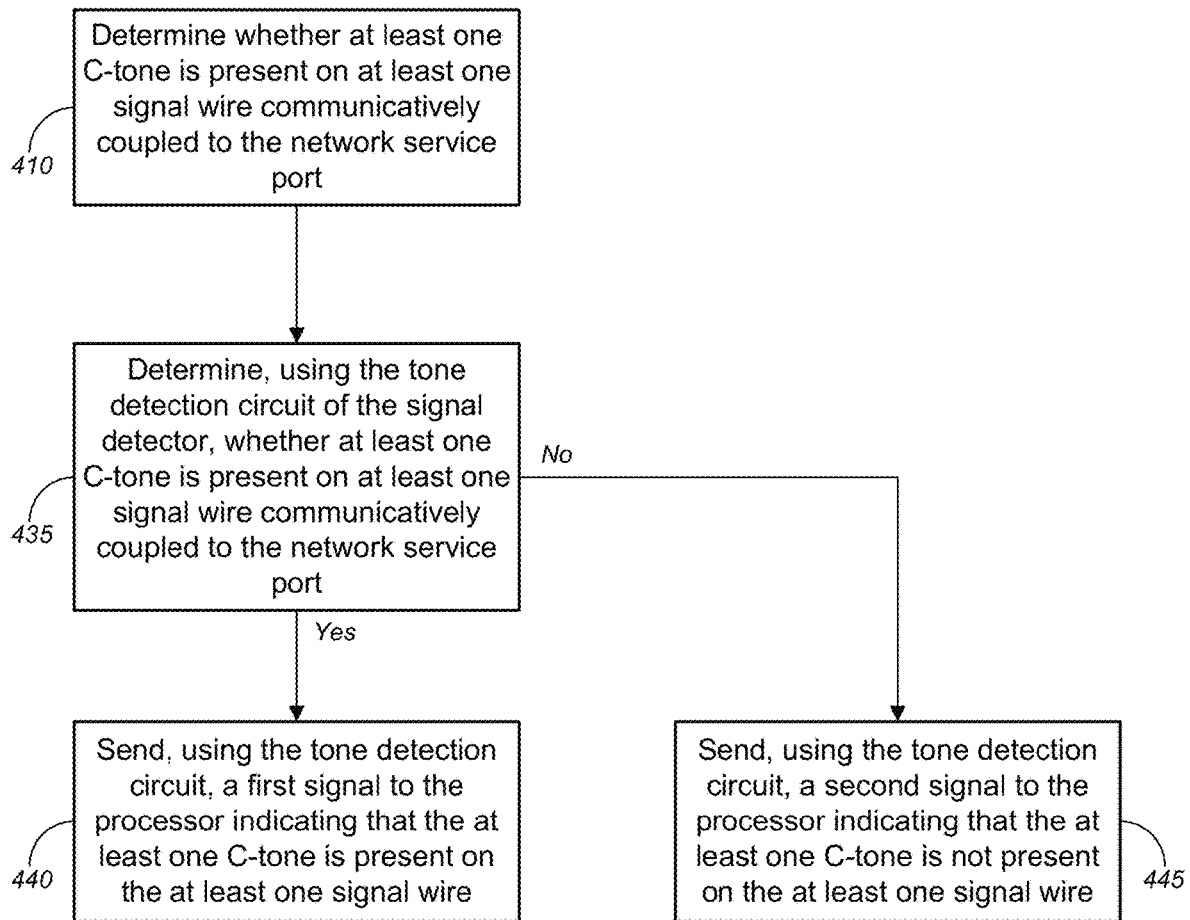 Determine whether at least one
C-tone is present on at least one
signal wire communicatively
coupled to the network service
port
410
Determine, using the tone
detection circuit of the signal
detector, whether at least one
C-tone is present on at least one
signal wire communicatively
coupled to the network service
port
435
No
Yes
Send, using the tone detection
circuit, a first signal to the
processor indicating that the at
least one C-tone is present on
the at least one signal wire
440
Send, using the tone detection
circuit, a second signal to the
processor indicating that the at
least one C-tone is not present
on the at least one signal wire
445